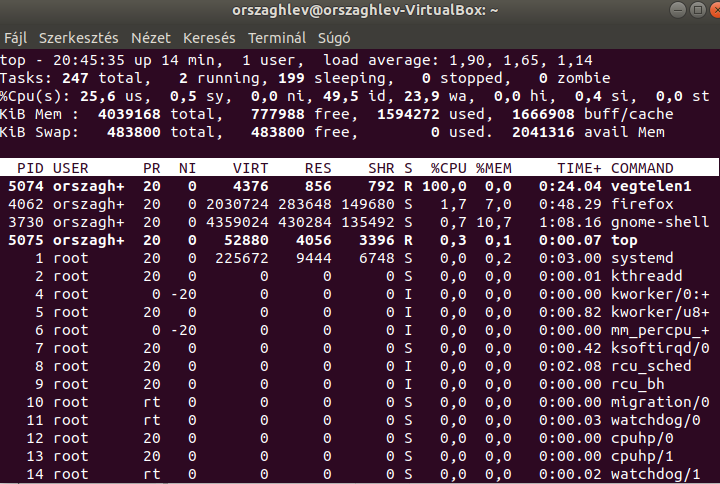 orszaghlev@orszaghlev-VirtualBox: ~
Fájl Szerkesztés Nézet Keresés Terminál Súgó
top - 20:45:35 up 14 min,  1 user,  load average: 1,90, 1,65, 1,14
Tasks: 247 total,   2 running, 199 sleeping,   0 stopped,   0 zombie
%Cpu(s): 25,6 us,  0,5 sy,  0,0 ni, 49,5 id, 23,9 wa,  0,0 hi,  0,4 si,  0,0 st
KiB Mem :  4039168 total,   777988 free,  1594272 used,  1666908 buff/cache
KiB Swap:   483800 total,   483800 free,        0 used.  2041316 avail Mem
PID USER      PR  NI    VIRT    RES    SHR S  %CPU %MEM     TIME+ COMMAND
5074 orszagh+  20   0    4376    856    792 R 100,0  0,0   0:24.04 vegtelen1
4062 orszagh+  20   0 2030724 283648 149680 S   1,7  7,0   0:48.29 firefox
3730 orszagh+  20   0 4359024 430284 135492 S   0,7 10,7   1:08.16 gnome-shell
5075 orszagh+  20   0   52880   4056   3396 R   0,3  0,1   0:00.07 top
1 root      20   0  225672   9444   6748 S   0,0  0,2   0:03.00 systemd
2 root      20   0       0      0      0 S   0,0  0,0   0:00.01 kthreadd
4 root       0 -20       0      0      0 I   0,0  0,0   0:00.00 kworker/0:+
5 root      20   0       0      0      0 I   0,0  0,0   0:00.82 kworker/u8+
6 root       0 -20       0      0      0 I   0,0  0,0   0:00.00 mm_percpu_+
7 root      20   0       0      0      0 S   0,0  0,0   0:00.42 ksoftirqd/0
8 root      20   0       0      0      0 I   0,0  0,0   0:02.08 rcu_sched
9 root      20   0       0      0      0 I   0,0  0,0   0:00.00 rcu_bh
10 root      rt   0       0      0      0 S   0,0  0,0   0:00.00 migration/0
11 root      rt   0       0      0      0 S   0,0  0,0   0:00.03 watchdog/0
12 root      20   0       0      0      0 S   0,0  0,0   0:00.00 cpuhp/0
13 root      20   0       0      0      0 S   0,0  0,0   0:00.00 cpuhp/1
14 root      rt   0       0      0      0 S   0,0  0,0   0:00.02 watchdog/1